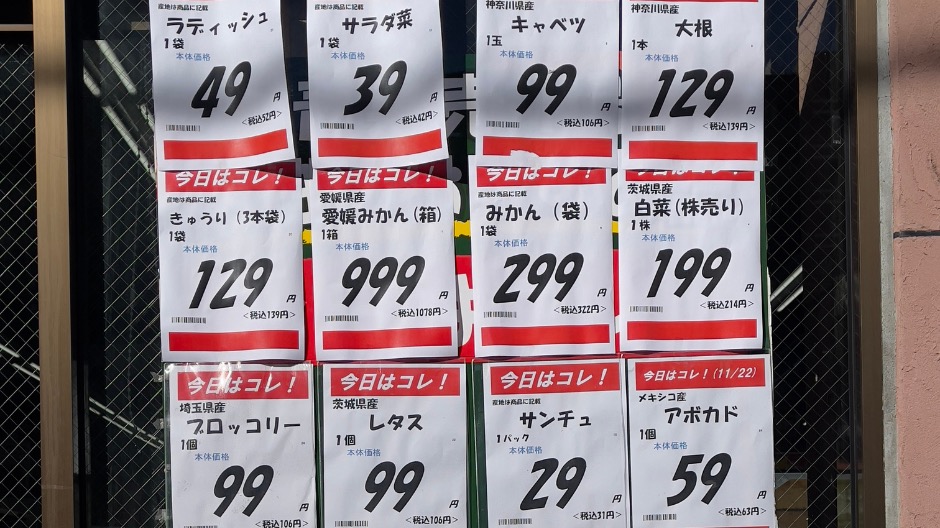 産地は商品に記載
ラディッシュ
1袋
本体価格
49
円
<税込52円>
産地は商品に記載
サラダ菜
1袋
本体価格
39
円
<税込42円>
神奈川県産
キャベツ
1玉
本体価格
99
円
<税込106円>
神奈川県産
大根
1本
本体価格
129
円
<税込139円>
今日はコレ!
産地は商品に記載
きゅうり(3本袋)
1袋
本体価格
129
円
<税込139円>
今日はコレ!
愛媛県産
愛媛みかん(箱)
1箱
本体価格
999
円
<税込1078円>
今日はコレ!
産地は商品に記載
みかん(袋)
1袋
本体価格
299
円
<税込322円>
今日はコレ!
茨城県産
白菜(株売り)
1株
本体価格
199
円
<税込214円>
今日はコレ!
埼玉県産
ブロッコリー
1個
本体価格
99
円
<税込106円>
今日はコレ!
茨城県産
レタス
1個
本体価格
99
円
<税込106円>
今日はコレ!
産地は商品に記載
サンチュ
1パック
本体価格
29
円
<税込31円>
今日はコレ!(11/22)
メキシコ産
アボカド
1個
本体価格
59
円
<税込63円>